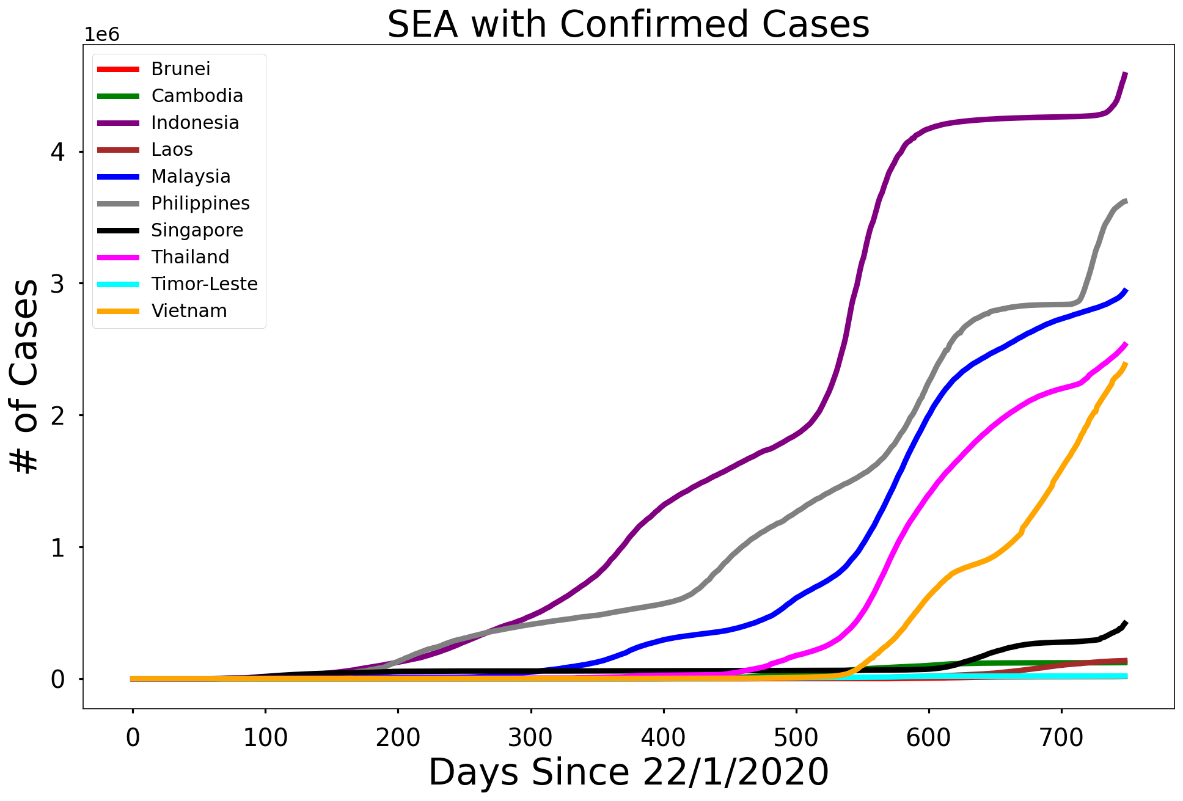 SEA with Confirmed Cases
1e6
Brunei
Cambodia
Indonesia
Laos
Malaysia
Philippines
Singapore
Thailand
Timor-Leste
Vietnam
# of Cases
4
3
2
1
0
0 100 200 300 400 500 600 700
Days Since 22/1/2020